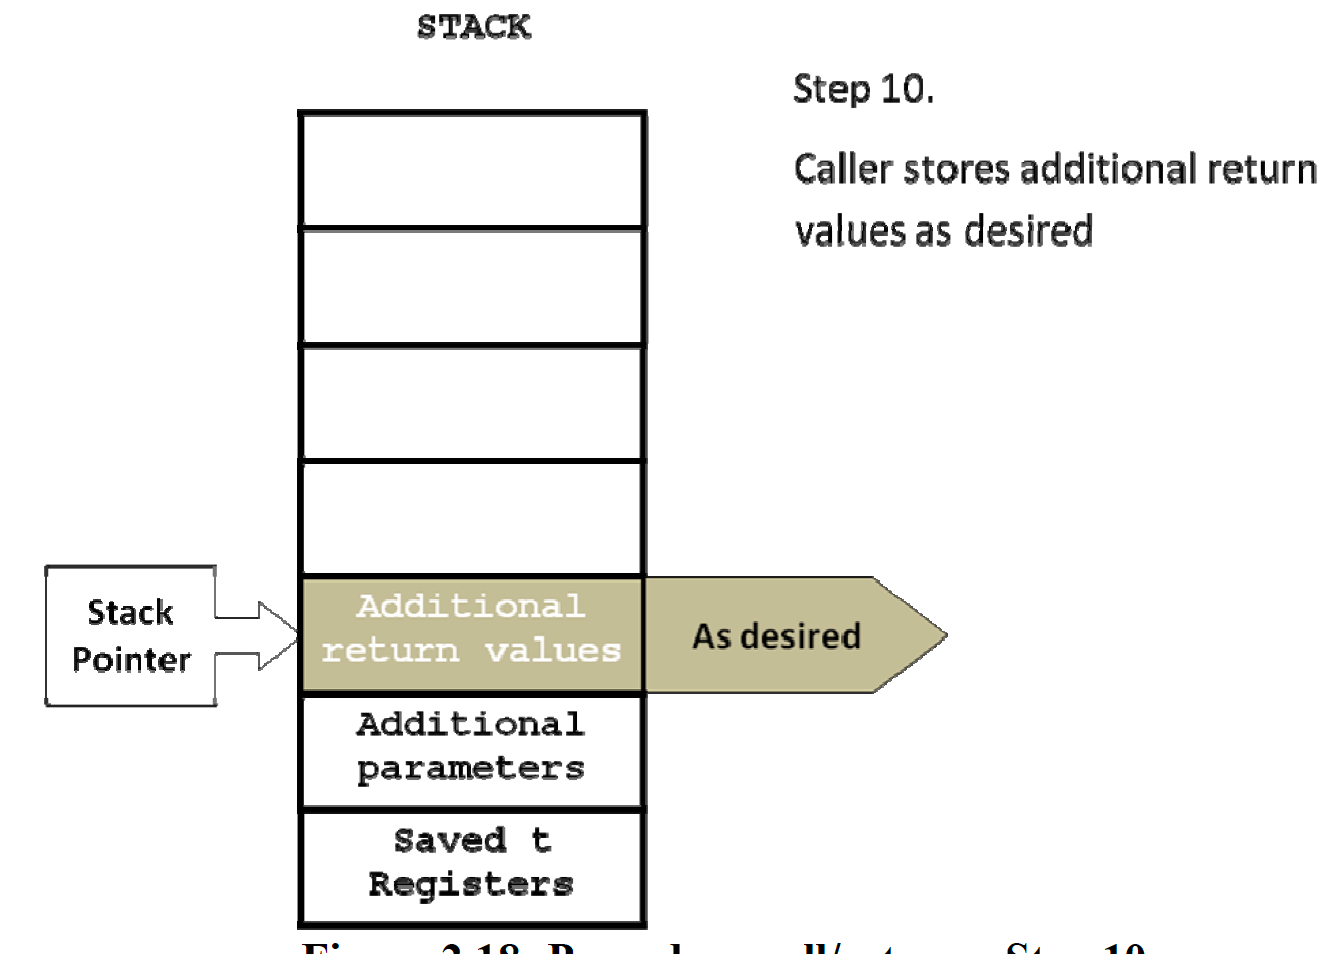 STACK
Step 10.
Caller stores additional return
values as desired
Additional
return values
Stack
Pointer
As desired
Additional
parameters
Saved t
Registers